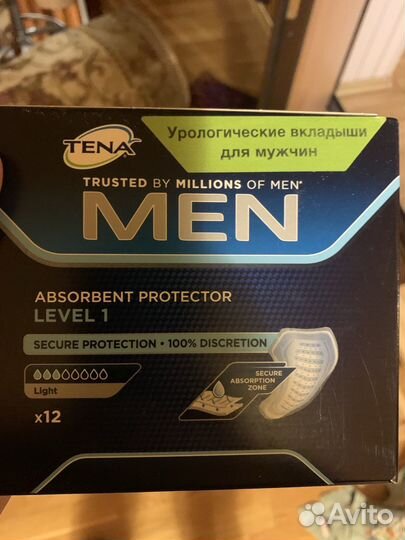 TENA
Урологические вкладыши
для мужчин
TRUSTED BY MILLIONS OF MEN*
MEN
ABSORBENT PROTECTOR
LEVEL 1
SECURE PROTECTION • 100% DISCRETION
Light
SECURE
ABSORPTION
ZONE
x12
Avito